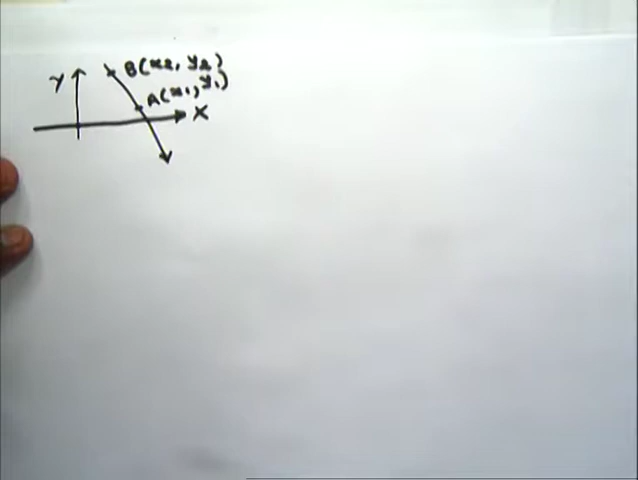 Y
B(x2, y2)
A(x1, y1)
X